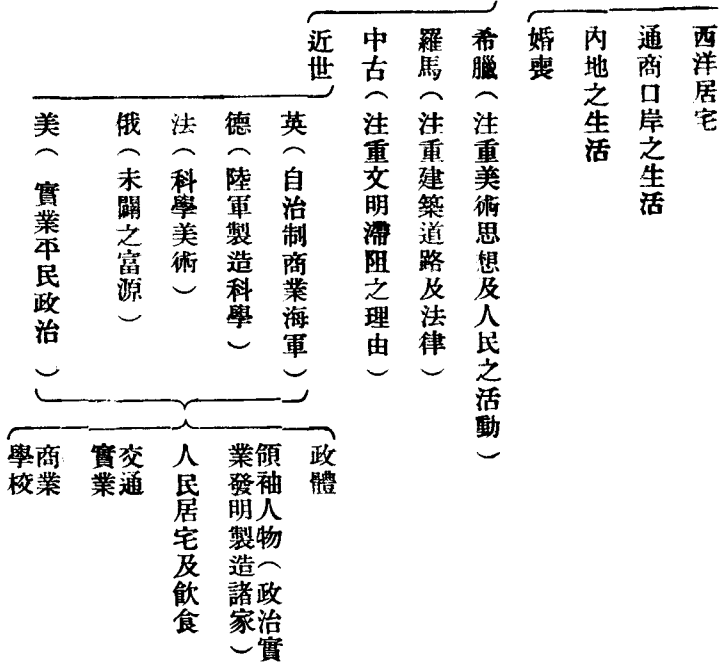 西洋居宅
通商口岸之生活
內地之生活
婚喪
希臘（注重美術思想及人民之活動）
羅馬（注重建築道路及法律）
中古（注重文明滯阻之理由）
近世
英（自治制商業海軍）
德（陸軍製造科學）
法（科學美術）
俄（未闢之富源）
美（實業平民政治）
政體
領袖人物（政治實
業發明製造諸家）
人民居宅及飲食
交通
實業
商業
學校